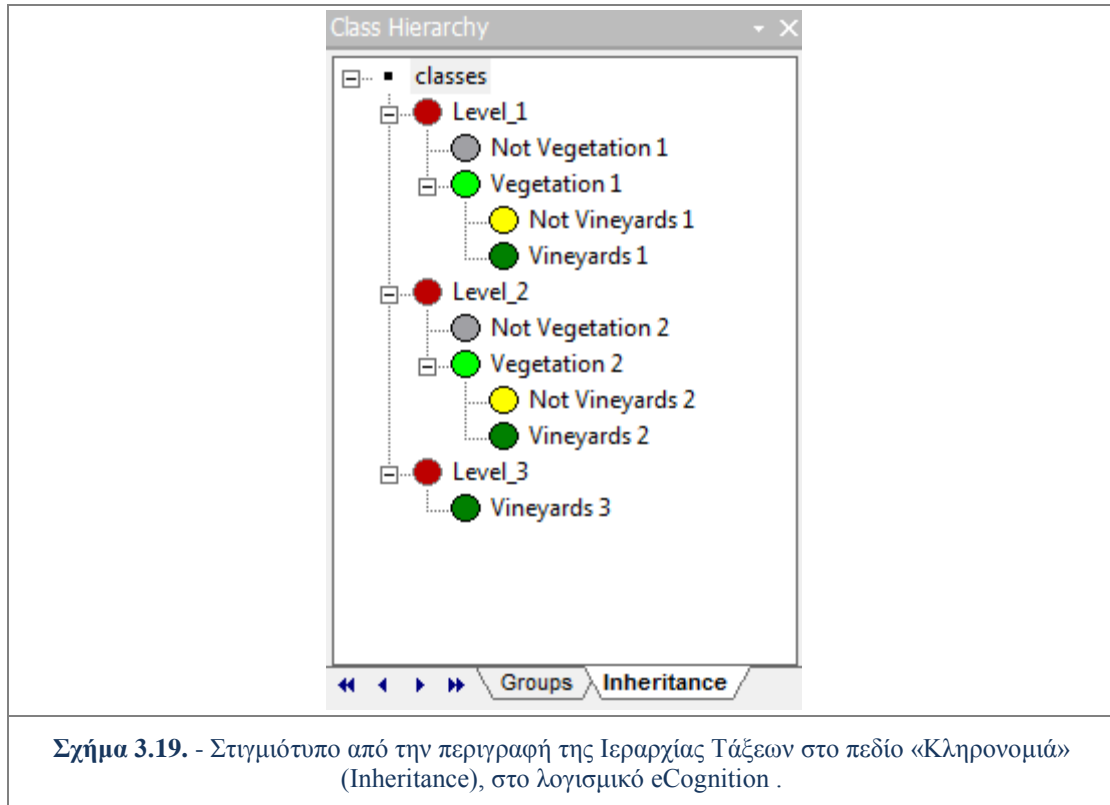 Class Hierarchy
classes
Level_1
Not Vegetation 1
Vegetation 1
Not Vineyards 1
Vineyards 1
Level_2
Not Vegetation 2
Vegetation 2
Not Vineyards 2
Vineyards 2
Level_3
Vineyards 3
Groups Inheritance
Σχήμα 3.19. - Στιγμιότυπο από την περιγραφή της Ιεραρχίας Τάξεων στο πεδίο «Κληρονομιά»
(Inheritance), στο λογισμικό eCognition .